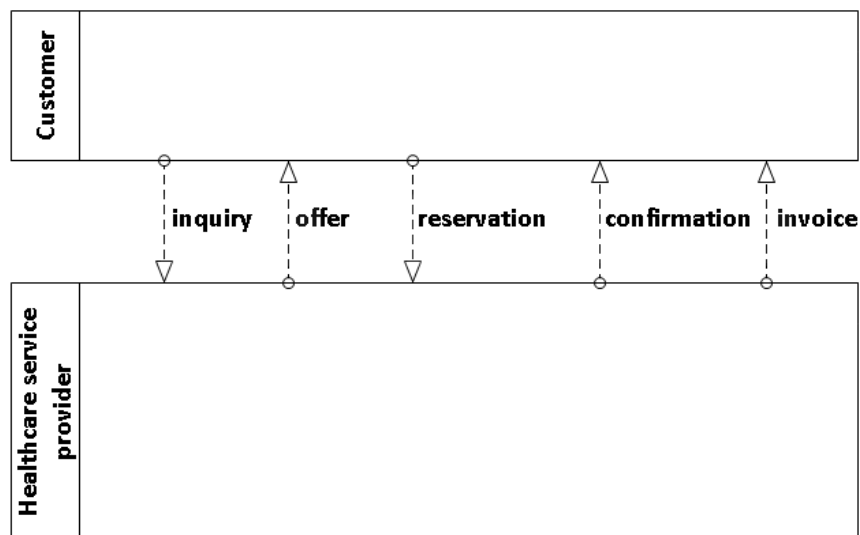 Customer
inquiry
offer
reservation
confirmation
invoice
Healthcare service
provider